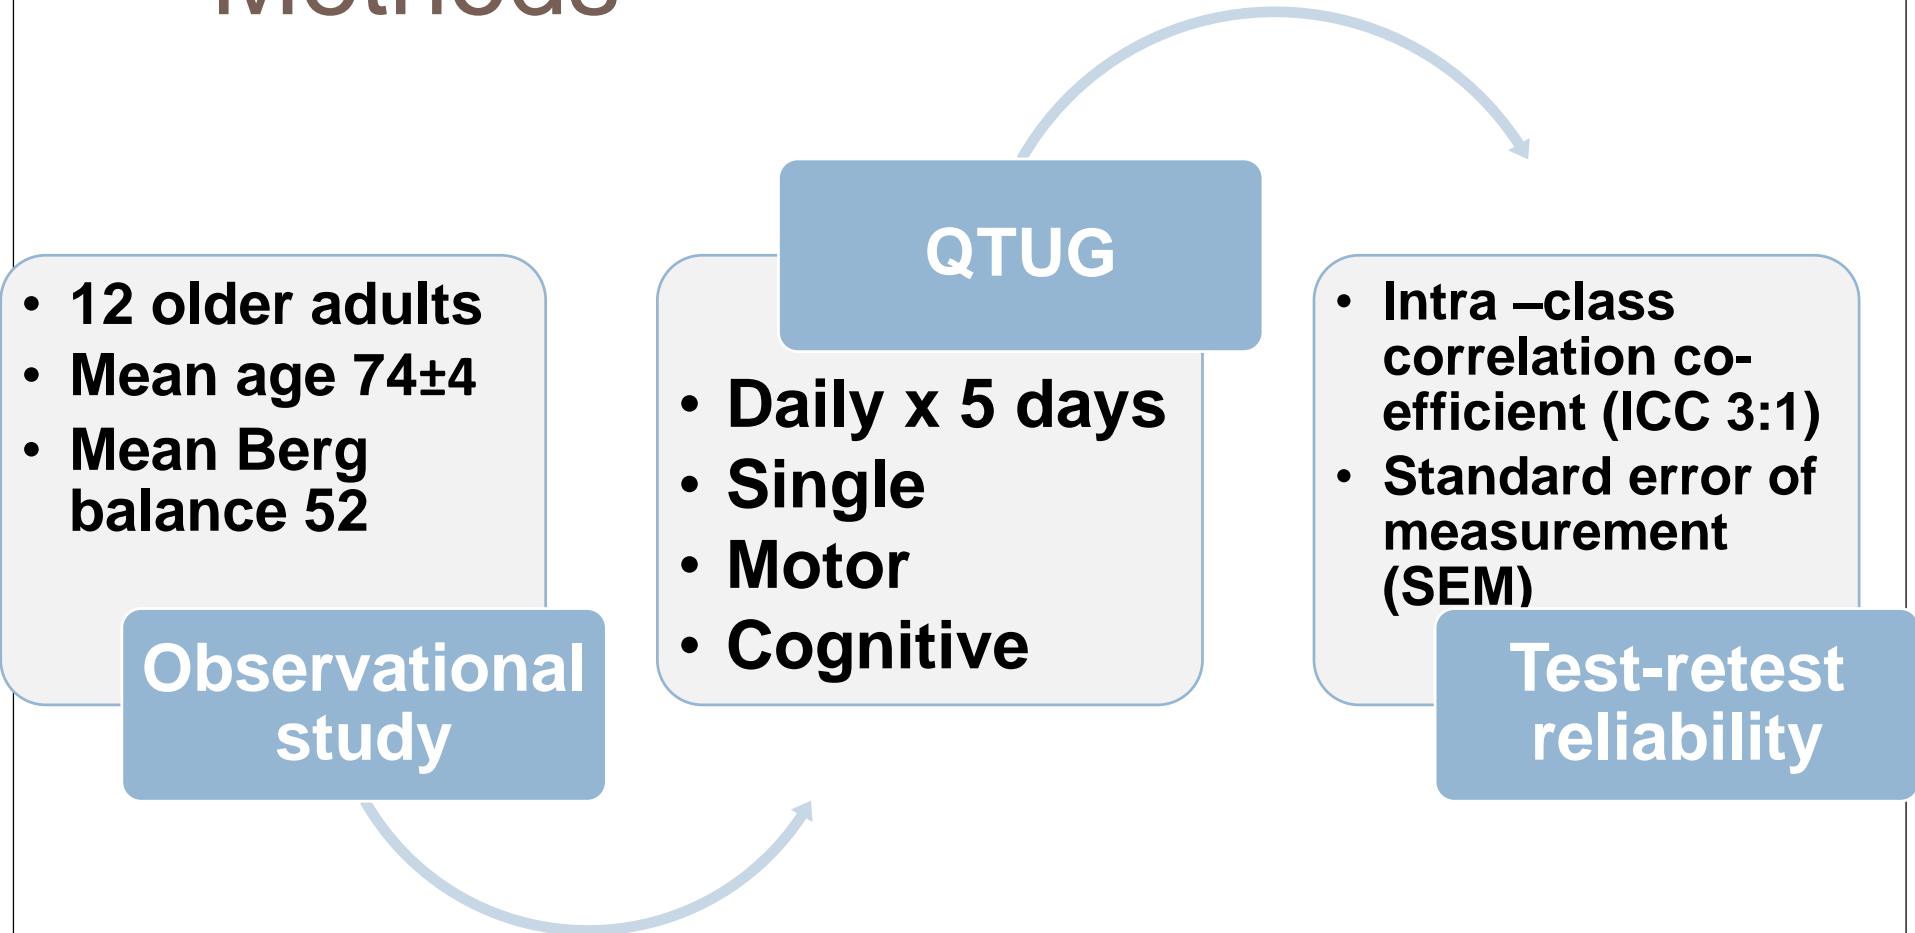 Methods
• 12 older adults
• Mean age 74±4
• Mean Berg
balance 52
Observational
study
QTUG
• Daily x 5 days
• Single
• Motor
• Cognitive
• Intra –class
correlation co-
efficient (ICC 3:1)
• Standard error of
measurement
(SEM)
Test-retest
reliability